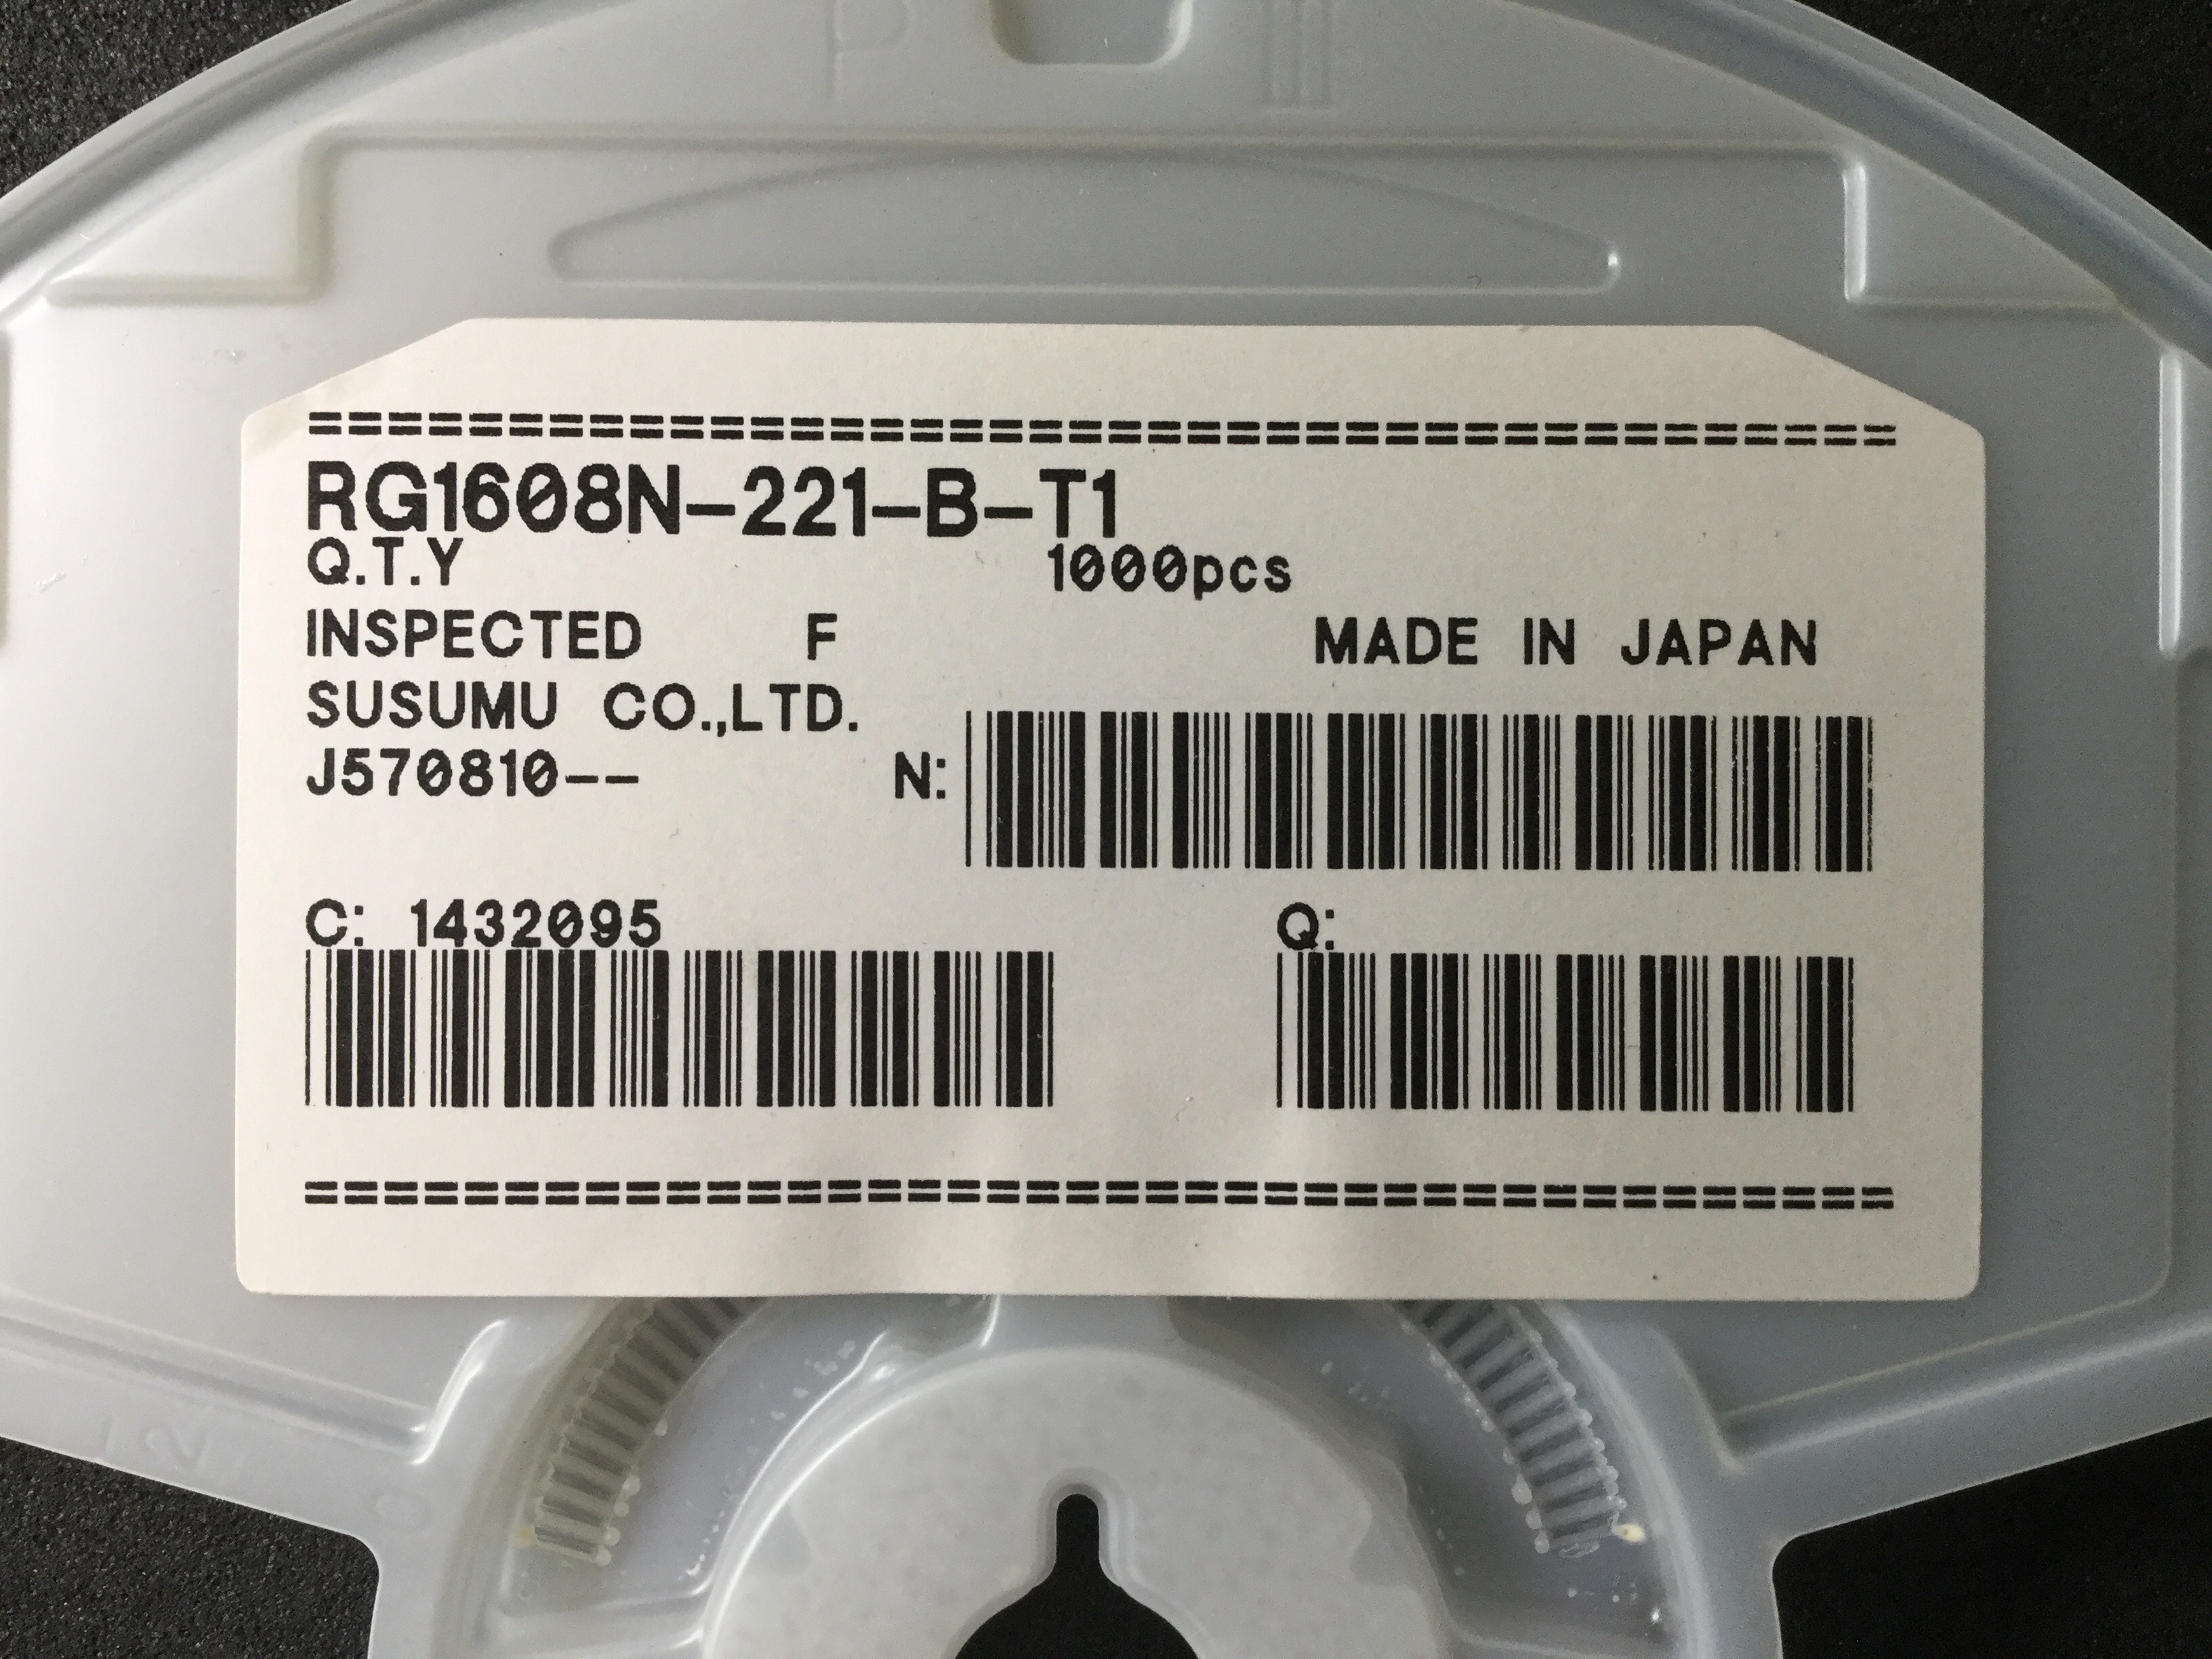 ========================================
RG1608N-221-B-T1
Q.T.Y 1000pcs
INSPECTED F MADE IN JAPAN
SUSUMU CO.,LTD.
J570810-- N:
C: 1432095 Q:
========================================